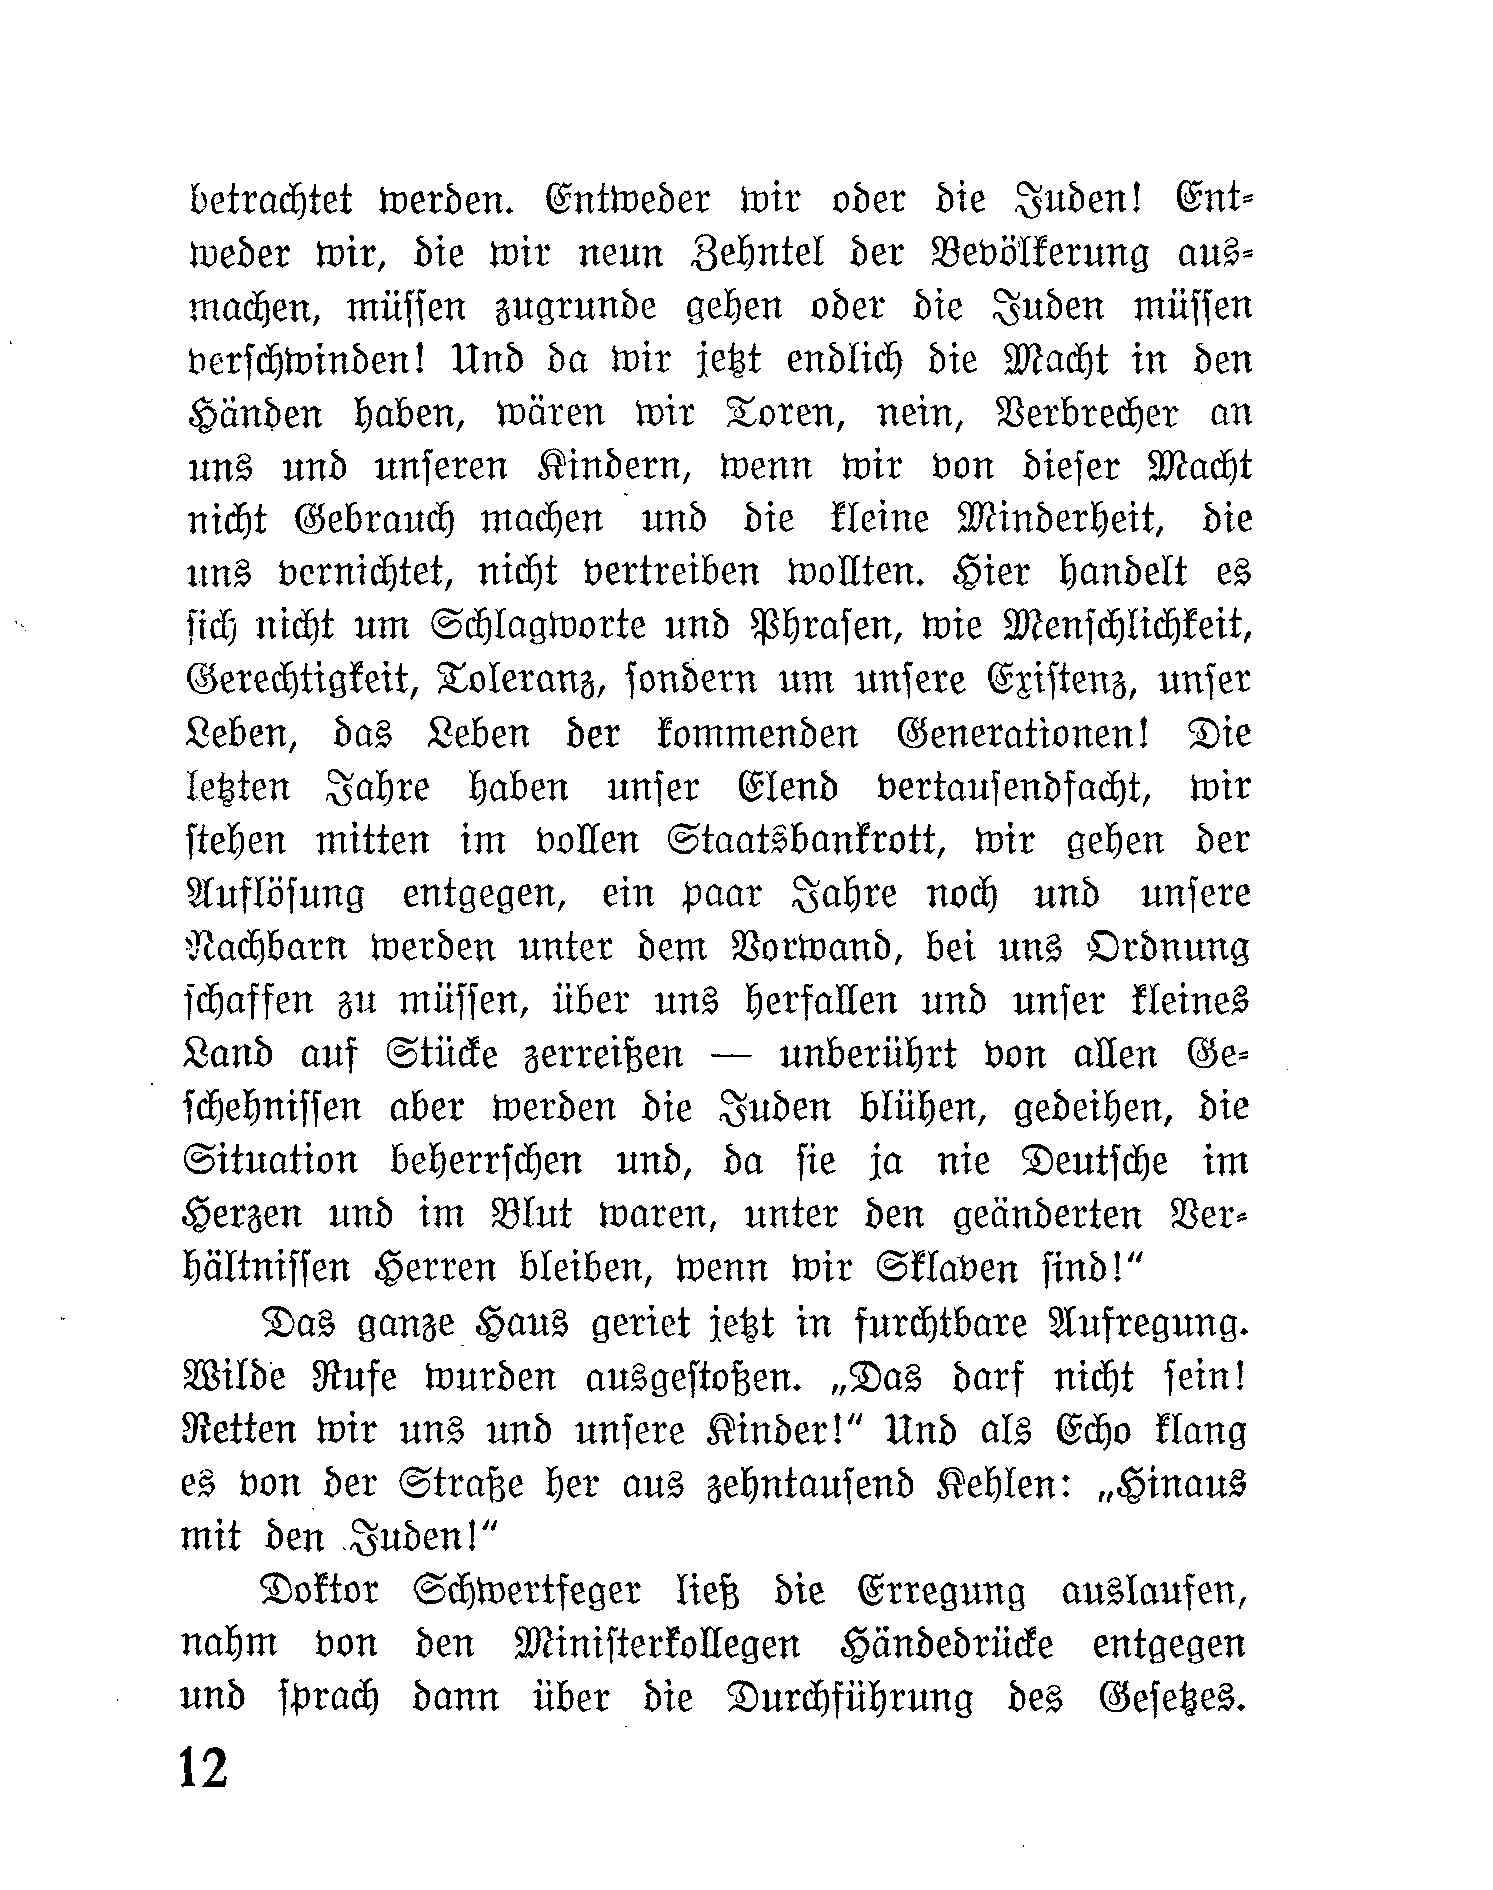 betrachtet werden. Entweder wir oder die Juden! Ent-
weder wir, die wir neun Zehntel der Bevölkerung aus-
machen, müssen zugrunde gehen oder die Juden müssen
verschwinden! Und da wir jetzt endlich die Macht in den
Händen haben, wären wir Toren, nein, Verbrecher an
uns und unseren Kindern, wenn wir von dieser Macht
nicht Gebrauch machen und die kleine Minderheit, die
uns vernichtet, nicht vertreiben wollten. Hier handelt es
sich nicht um Schlagworte und Phrasen, wie Menschlichkeit,
Gerechtigkeit, Toleranz, sondern um unsere Existenz, unser
Leben, das Leben der kommenden Generationen! Die
letzten Jahre haben unser Elend vertausendfacht, wir
stehen mitten im vollen Staatsbankrott, wir gehen der
Auflösung entgegen, ein paar Jahre noch und unsere
Nachbarn werden unter dem Vorwand, bei uns Ordnung
schaffen zu müssen, über uns herfallen und unser kleines
Land auf Stücke zerreißen — unberührt von allen Ge-
schehnissen aber werden die Juden blühen, gedeihen, die
Situation beherrschen und, da sie ja nie Deutsche im
Herzen und im Blut waren, unter den geänderten Ver-
hältnissen Herren bleiben, wenn wir Sklaven sind!“
Das ganze Haus geriet jetzt in furchtbare Aufregung.
Wilde Rufe wurden ausgestoßen. „Das darf nicht sein!
Retten wir uns und unsere Kinder!“ Und als Echo klang
es von der Straße her aus zehntausend Kehlen: „Hinaus
mit den Juden!“
Doktor Schwertfeger ließ die Erregung auslaufen,
nahm von den Ministerkollegen Händedrücke entgegen
und sprach dann über die Durchführung des Gesetzes.
12